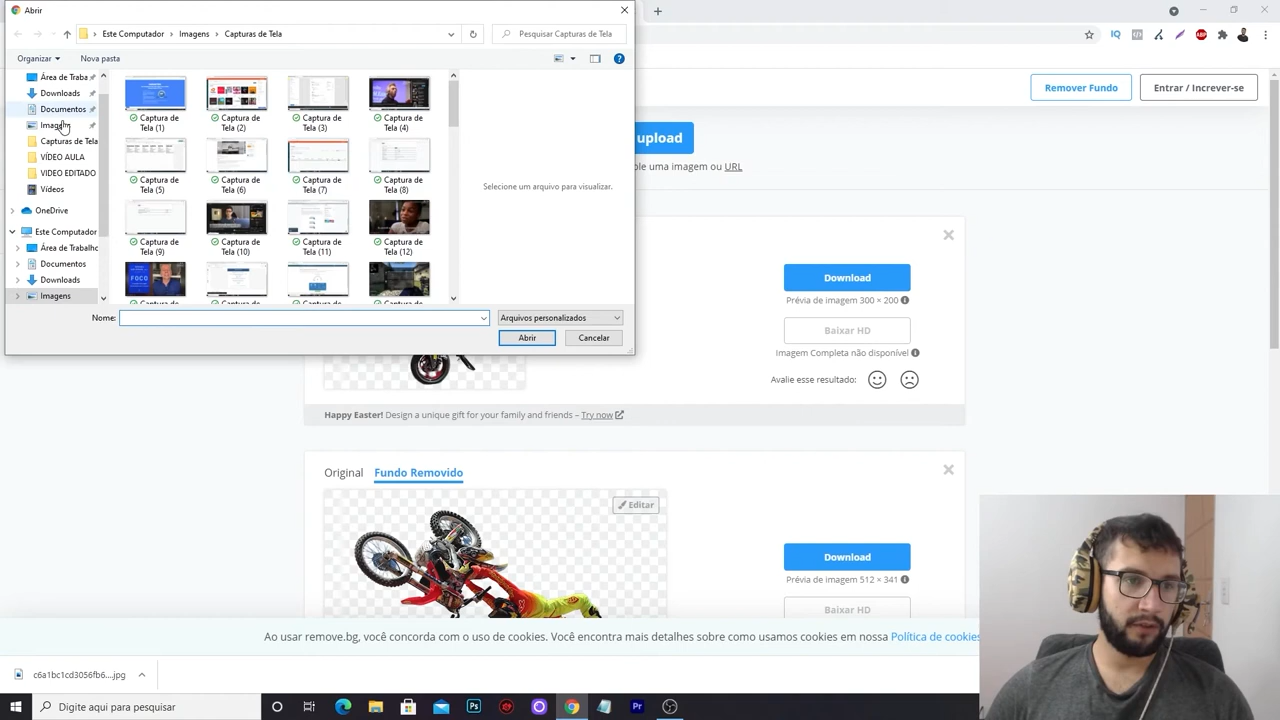 Abrir
Este Computador
Imagens
Capturas de Tela
Pesquisar Capturas de Tela
Organizar
Nova pasta
Área de Traba
Downloads
Documentos
Capturas de Tela
VÍDEO AULA
VIDEO EDITADO
Vídeos
OneDrive
Este Computador
Área de Trabalho
Documentos
Downloads
Imagens
Captura de Tela (1)
Captura de Tela (2)
Captura de Tela (3)
Captura de Tela (4)
Captura de Tela (5)
Captura de Tela (6)
Captura de Tela (7)
Captura de Tela (8)
Captura de Tela (9)
Captura de Tela (10)
Captura de Tela (11)
Captura de Tela (12)
FOCO
Selecione um arquivo para visualizar.
Nome:
Arquivos personalizados
Abrir
Cancelar
IQ
ABP
Remover Fundo
Entrar / Increver-se
upload
ole uma imagem ou URL
Download
Prévia de imagem 300 × 200
Baixar HD
Imagem Completa não disponível
Avalie esse resultado:
Happy Easter! Design a unique gift for your family and friends – Try now
Original
Fundo Removido
Editar
Download
Prévia de imagem 512 × 341
Baixar HD
Ao usar remove.bg, você concorda com o uso de cookies. Você encontra mais detalhes sobre como usamos cookies em nossa Política de cookies
c6a1bc1cd3056fb6....jpg
Digite aqui para pesquisar
Ps
Pr